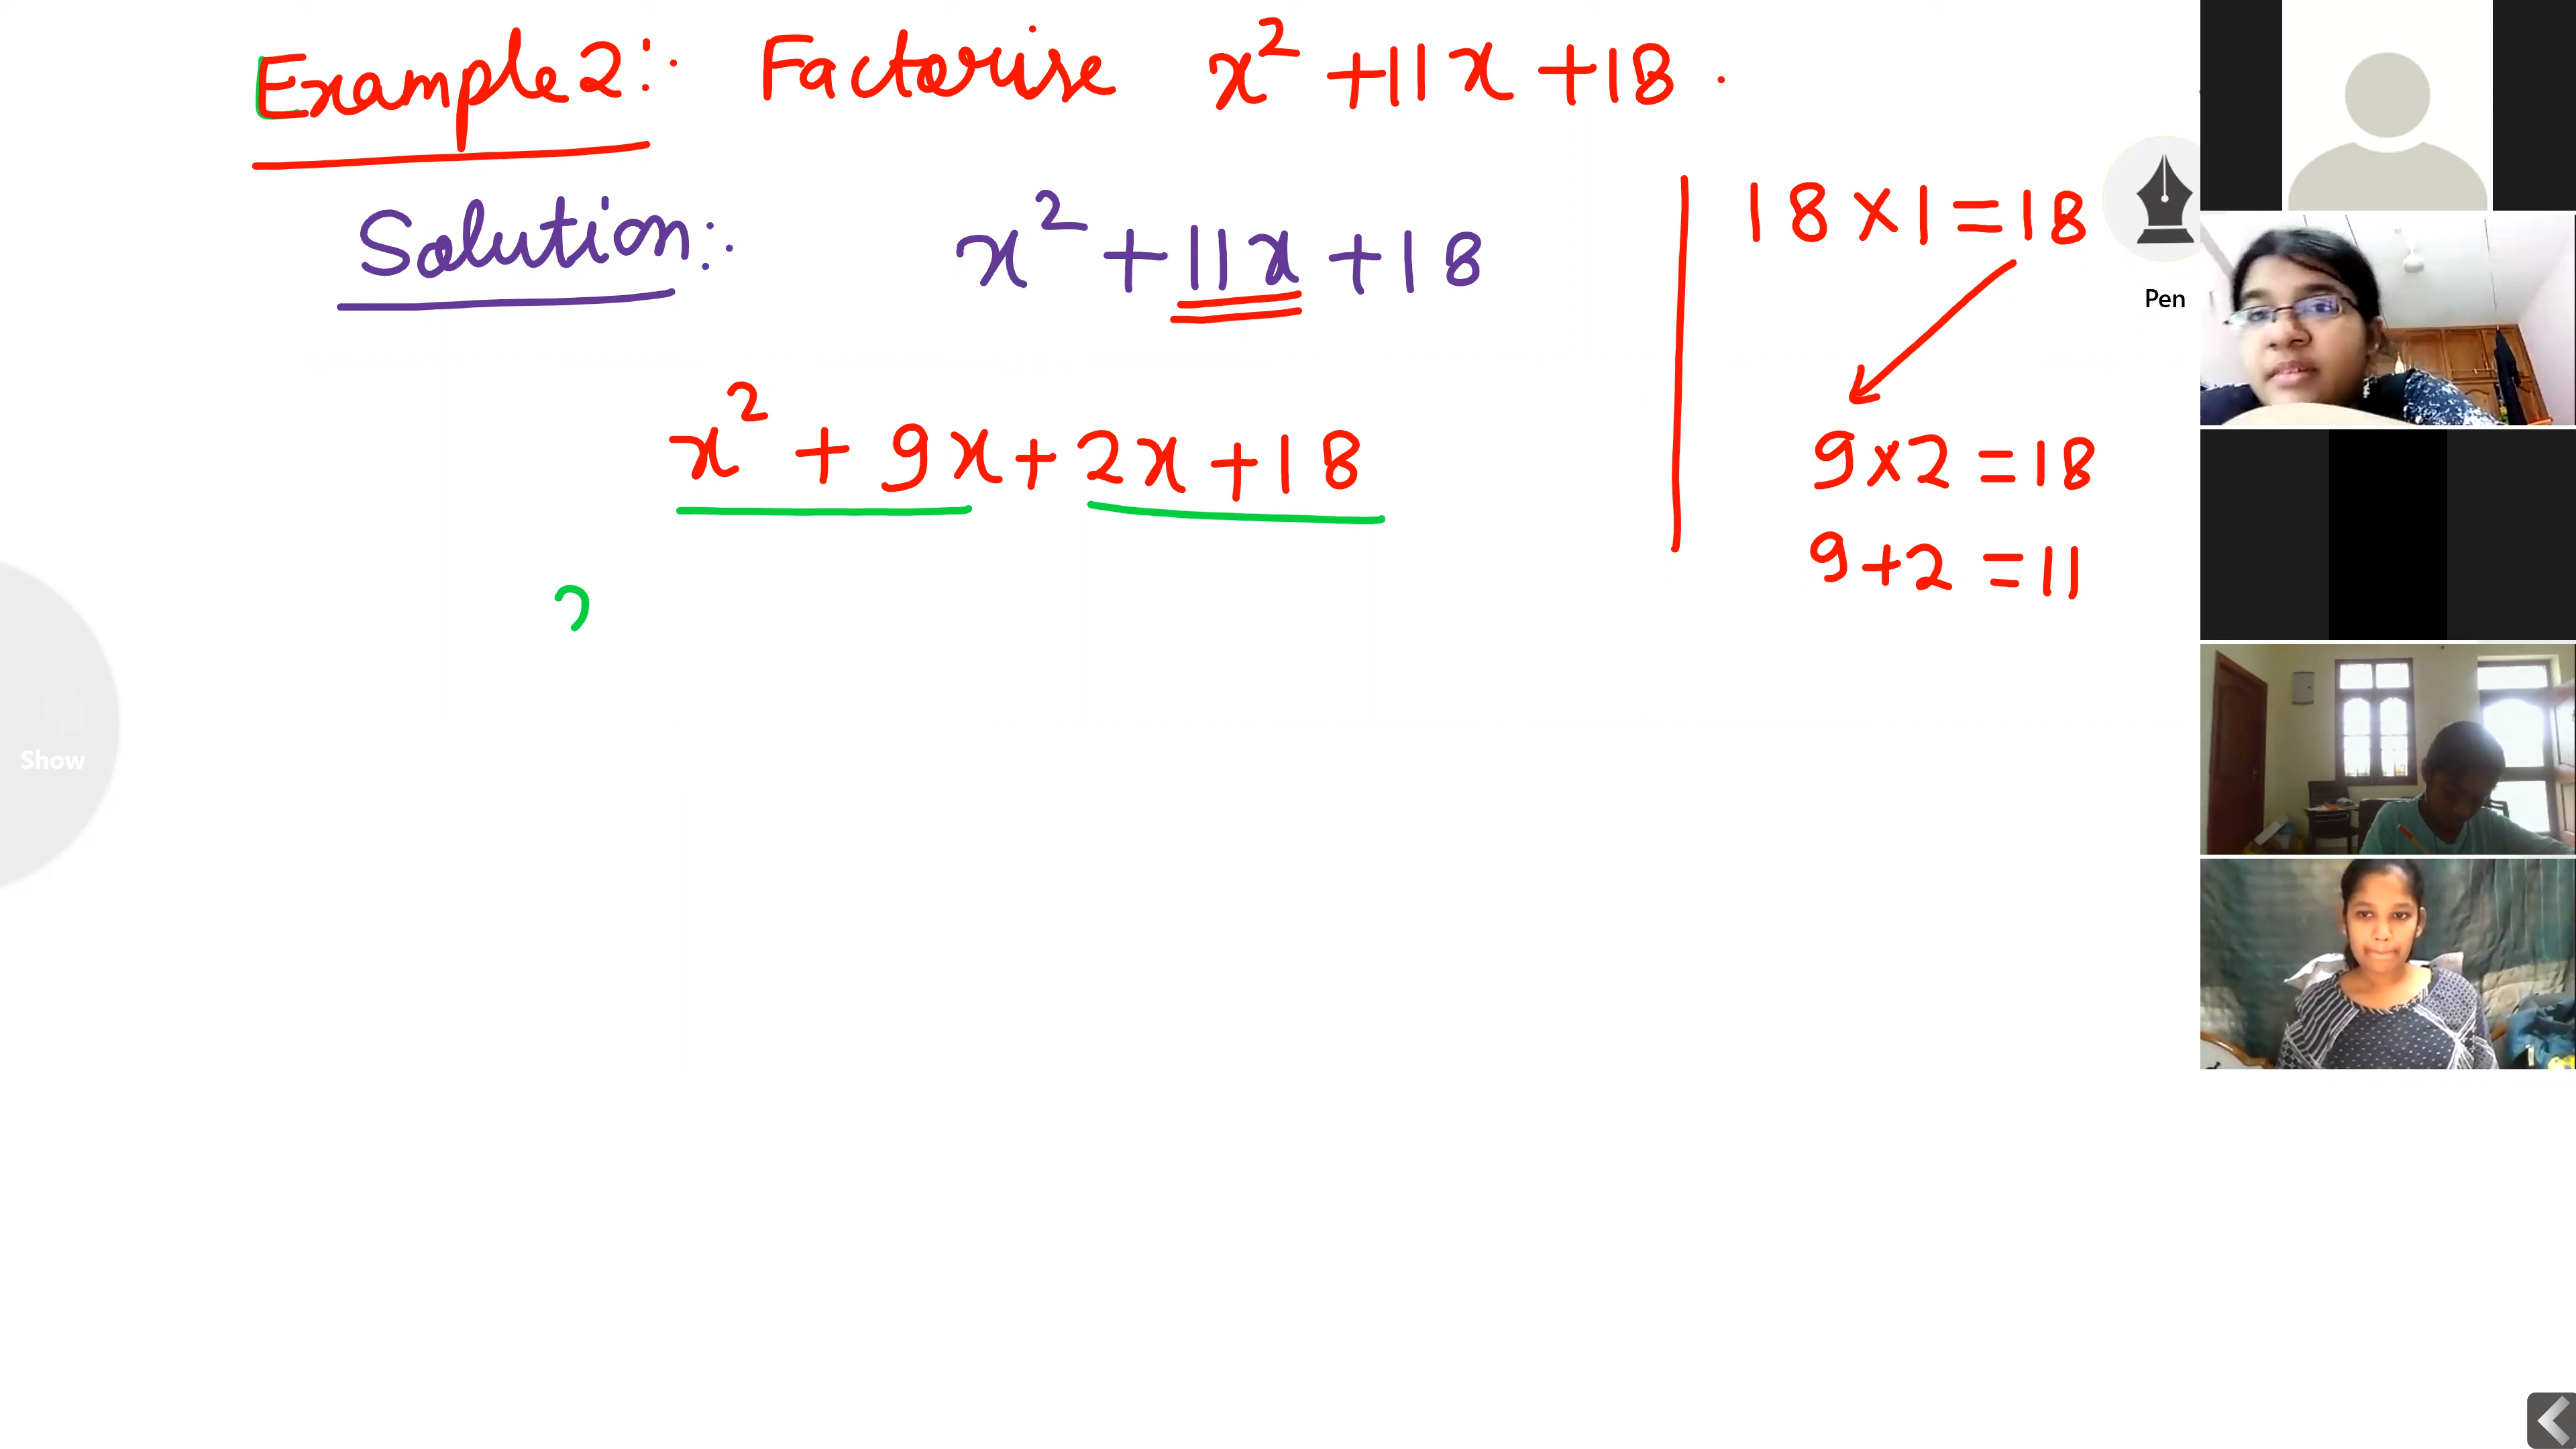 Example 2:. Factorise x² + 11x + 18 .
Solution:. x² + 11x + 18
x² + 9x + 2x + 18
18 × 1 = 18
9 × 2 = 18
9 + 2 = 11
Pen
Show